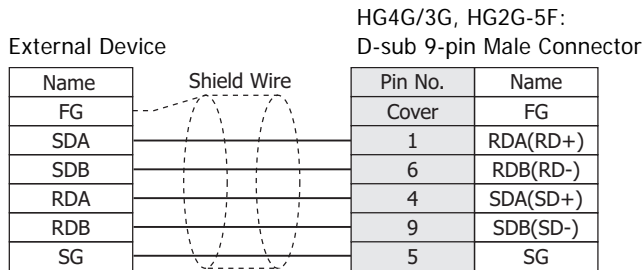 HG4G/3G, HG2G-5F:
External Device D-sub 9-pin Male Connector
Name Shield Wire Pin No. Name
FG Cover FG
SDA 1 RDA(RD+)
SDB 6 RDB(RD-)
RDA 4 SDA(SD+)
RDB 9 SDB(SD-)
SG 5 SG